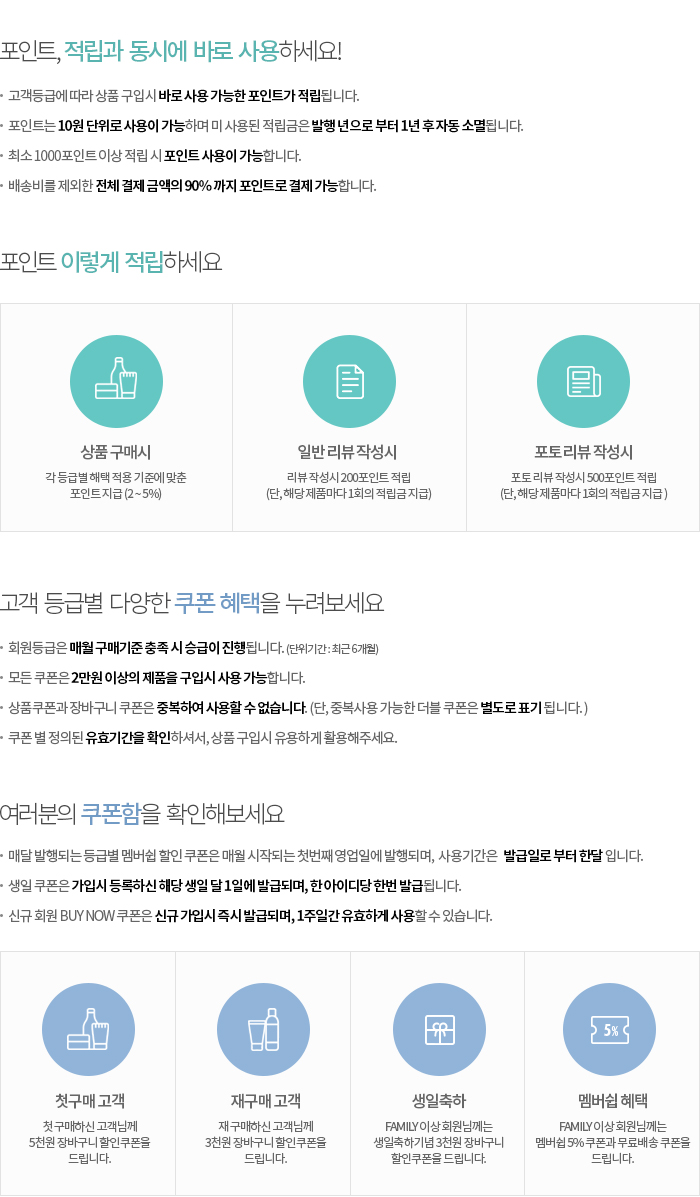 포인트, 적립과 동시에 바로 사용하세요!
· 고객등급에 따라 상품 구입시 바로 사용 가능한 포인트가 적립됩니다.
· 포인트는 10원 단위로 사용이 가능하며 미 사용된 적립금은 발행 년으로 부터 1년 후 자동 소멸됩니다.
· 최소 1000포인트 이상 적립 시 포인트 사용이 가능합니다.
· 배송비를 제외한 전체 결제 금액의 90% 까지 포인트로 결제 가능합니다.
포인트 이렇게 적립하세요
상품 구매시
각 등급별 해택 적용 기준에 맞춘
포인트 지급 (2 ~ 5%)
일반 리뷰 작성시
리뷰 작성시 200포인트 적립
(단, 해당 제품마다 1회의 적립금 지급)
포토 리뷰 작성시
포토 리뷰 작성시 500포인트 적립
(단, 해당 제품마다 1회의 적립금 지급 )
고객 등급별 다양한 쿠폰 혜택을 누려보세요
· 회원등급은 매월 구매기준 충족 시 승급이 진행됩니다. (단위기간 : 최근 6개월)
· 모든 쿠폰은 2만원 이상의 제품을 구입시 사용 가능합니다.
· 상품쿠폰과 장바구니 쿠폰은 중복하여 사용할 수 없습니다. (단, 중복사용 가능한 더블 쿠폰은 별도로 표기 됩니다. )
· 쿠폰 별 정의된 유효기간을 확인하셔서, 상품 구입시 유용하게 활용해주세요.
여러분의 쿠폰함을 확인해보세요
· 매달 발행되는 등급별 멤버쉽 할인 쿠폰은 매월 시작되는 첫번째 영업일에 발행되며, 사용기간은 발급일로 부터 한달 입니다.
· 생일 쿠폰은 가입시 등록하신 해당 생일 달 1일에 발급되며, 한 아이디당 한번 발급됩니다.
· 신규 회원 BUY NOW 쿠폰은 신규 가입시 즉시 발급되며, 1주일간 유효하게 사용할 수 있습니다.
첫구매 고객
첫 구매하신 고객님께
5천원 장바구니 할인쿠폰을
드립니다.
재구매 고객
재 구매하신 고객님께
3천원 장바구니 할인쿠폰을
드립니다.
생일축하
FAMILY 이상 회원님께는
생일축하기념 3천원 장바구니
할인쿠폰을 드립니다.
5%
멤버쉽 혜택
FAMILY 이상 회원님께는
멤버쉽 5% 쿠폰과 무료배송 쿠폰을
드립니다.